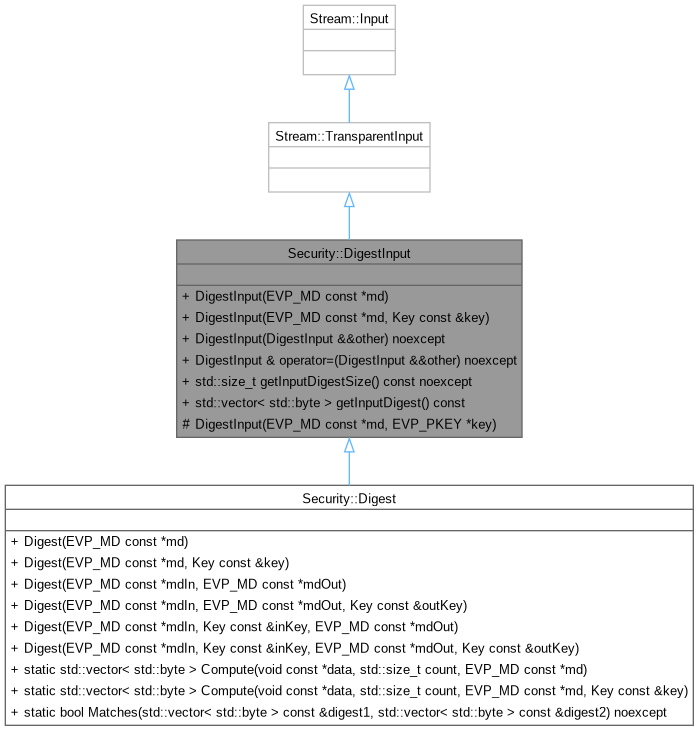 Stream::Input
Stream::TransparentInput
Security::DigestInput
+ DigestInput(EVP_MD const *md)
+ DigestInput(EVP_MD const *md, Key const &key)
+ DigestInput(DigestInput &&other) noexcept
+ DigestInput & operator=(DigestInput &&other) noexcept
+ std::size_t getInputDigestSize() const noexcept
+ std::vector< std::byte > getInputDigest() const
# DigestInput(EVP_MD const *md, EVP_PKEY *key)
Security::Digest
+ Digest(EVP_MD const *md)
+ Digest(EVP_MD const *md, Key const &key)
+ Digest(EVP_MD const *mdIn, EVP_MD const *mdOut)
+ Digest(EVP_MD const *mdIn, EVP_MD const *mdOut, Key const &outKey)
+ Digest(EVP_MD const *mdIn, Key const &inKey, EVP_MD const *mdOut)
+ Digest(EVP_MD const *mdIn, Key const &inKey, EVP_MD const *mdOut, Key const &outKey)
+ static std::vector< std::byte > Compute(void const *data, std::size_t count, EVP_MD const *md)
+ static std::vector< std::byte > Compute(void const *data, std::size_t count, EVP_MD const *md, Key const &key)
+ static bool Matches(std::vector< std::byte > const &digest1, std::vector< std::byte > const &digest2) noexcept